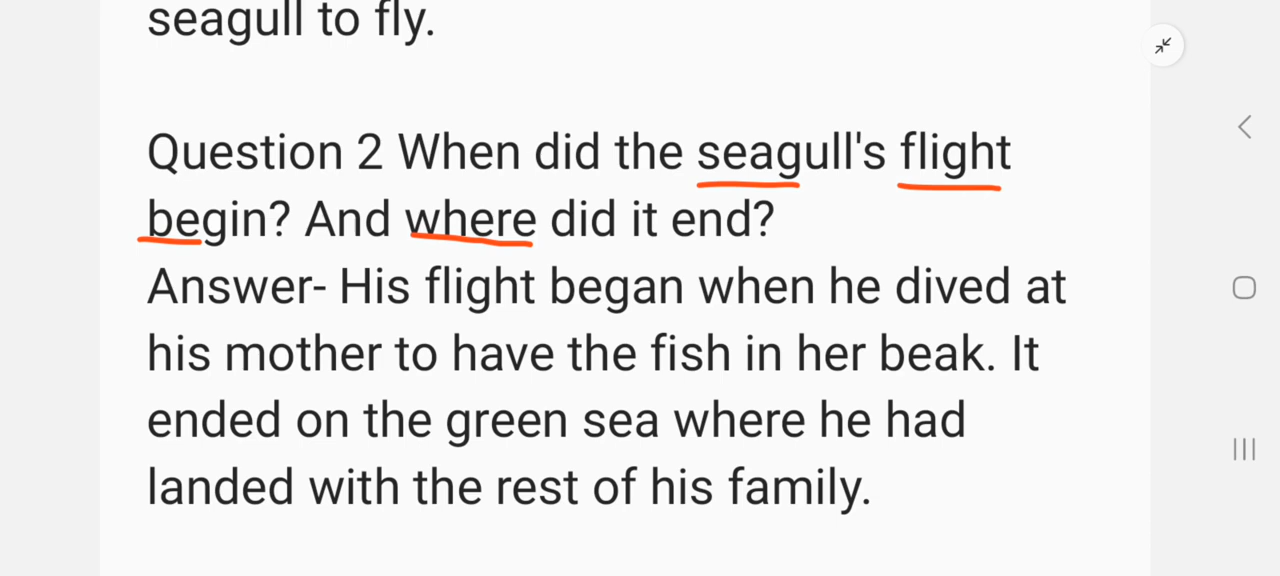 seagull to fly.
Question 2 When did the seagull's flight
begin? And where did it end?
Answer- His flight began when he dived at
his mother to have the fish in her beak. It
ended on the green sea where he had
landed with the rest of his family.